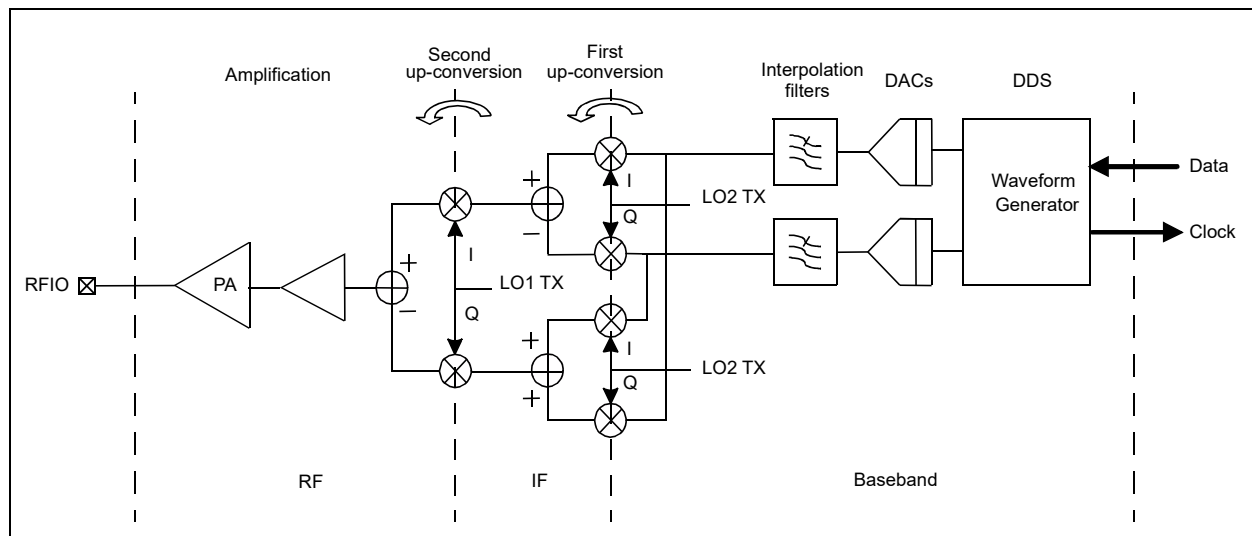 Amplification
Second
up-conversion
First
up-conversion
Interpolation
filters
DACs
DDS
Waveform
Generator
Data
Clock
I
LO2 TX
Q
+
−
+
−
I
LO1 TX
Q
RFIO
PA
+
+
I
LO2 TX
Q
RF
IF
Baseband